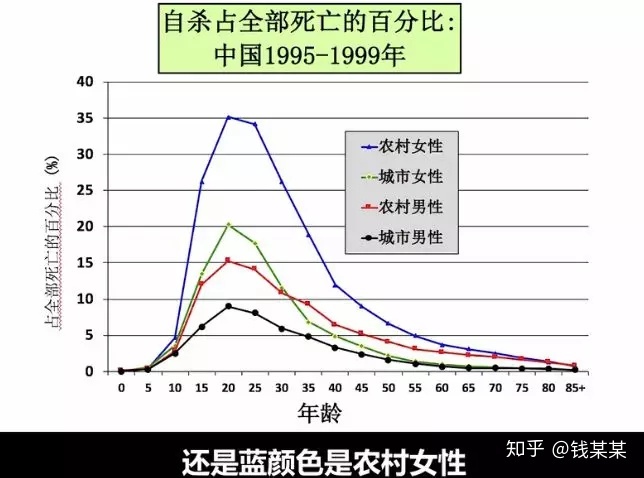 自杀占全部死亡的百分比:
中国1995-1999年
40
35
30
25
20
15
10
5
0
占全部死亡的百分比 (%)
农村女性
城市女性
农村男性
城市男性
0 5 10 15 20 25 30 35 40 45 50 55 60 65 70 75 80 85+
年龄
知乎 @钱某某
还是蓝颜色是农村女性